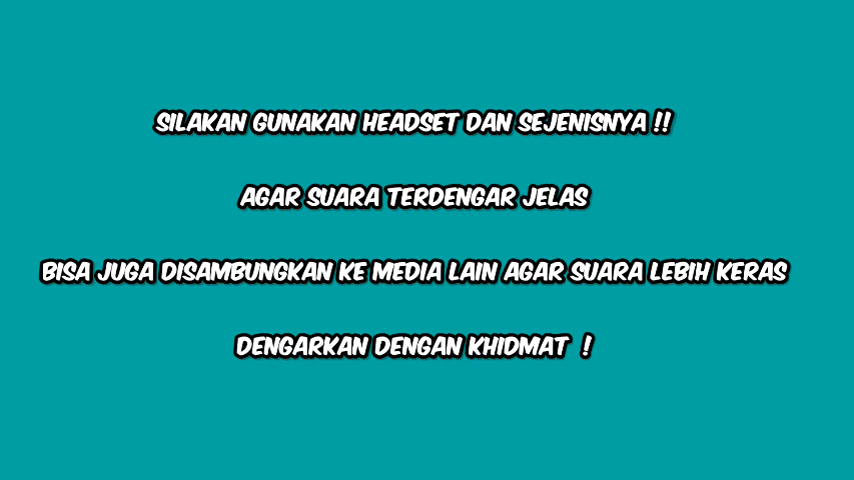 SILAKAN GUNAKAN HEADSET DAN SEJENISNYA !!
AGAR SUARA TERDENGAR JELAS
BISA JUGA DISAMBUNGKAN KE MEDIA LAIN AGAR SUARA LEBIH KERAS
DENGARKAN DENGAN KHIDMAT !